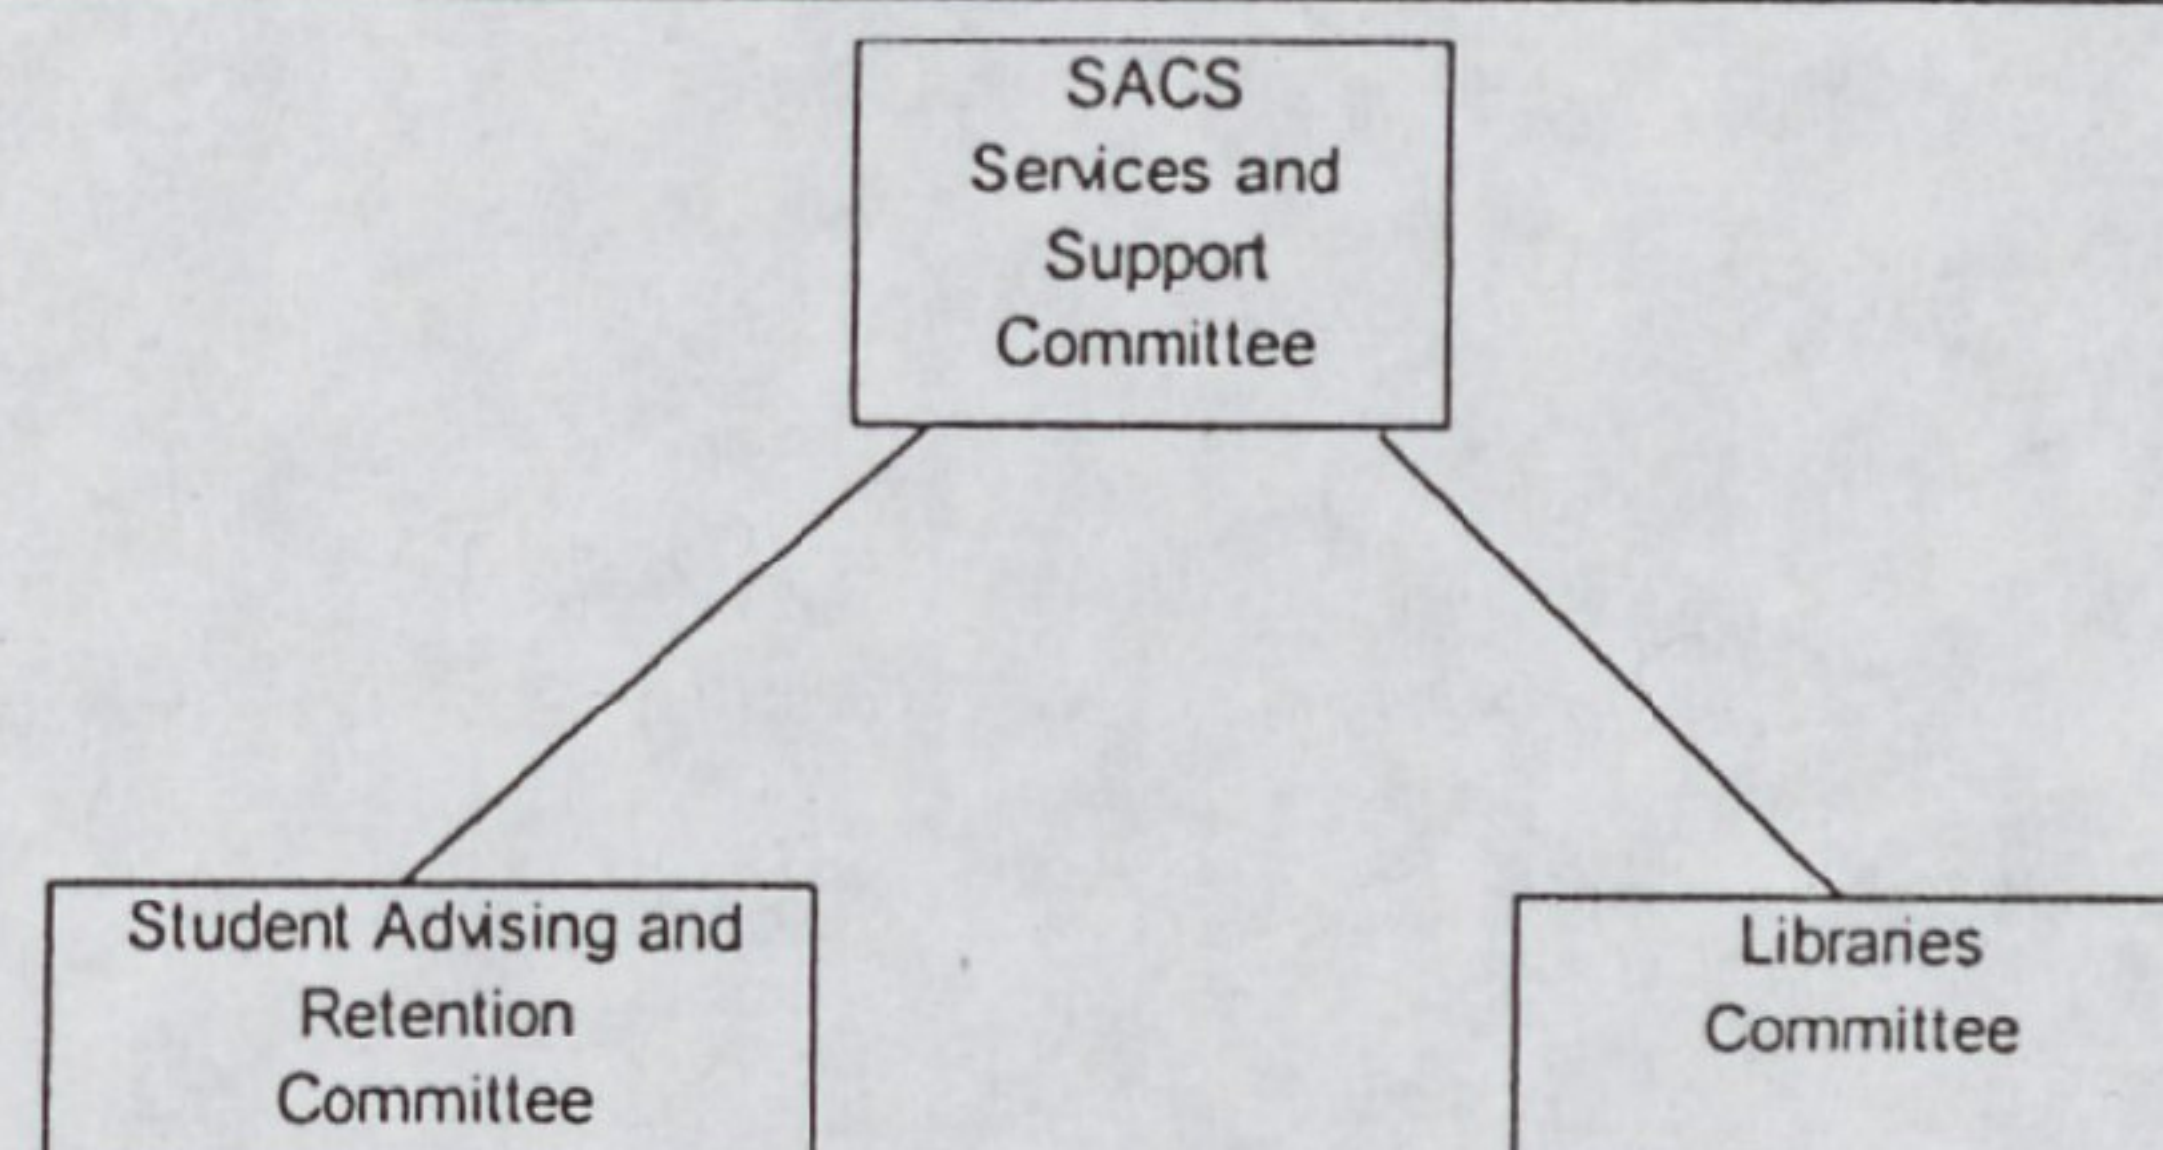 SACS
Services and
Support
Committee
Student Advising and
Retention
Committee
Libraries
Committee